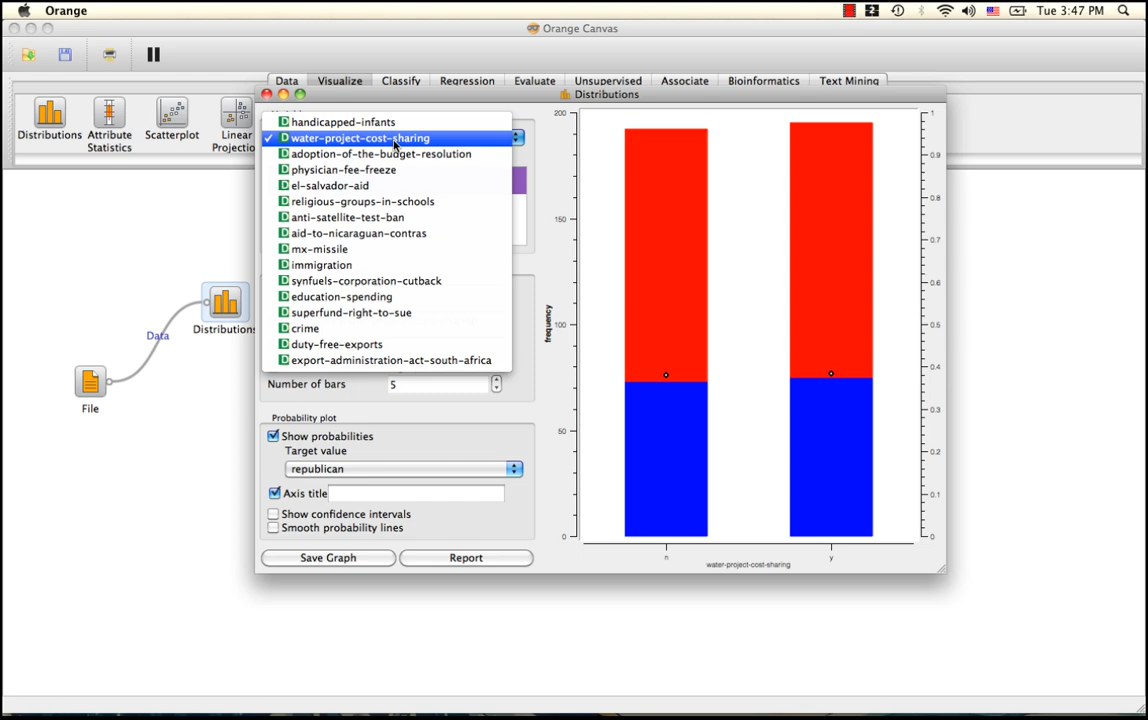 Orange
Tue 3:47 PM
Orange Canvas
Data Visualize Classify Regression Evaluate Unsupervised Associate Bioinformatics Text Mining
Distributions
Attribute Statistics
Scatterplot
Linear
Projectio
Distributions
handicapped-infants
water-project-cost-sharing
adoption-of-the-budget-resolution
physician-fee-freeze
el-salvador-aid
religious-groups-in-schools
anti-satellite-test-ban
aid-to-nicaraguan-contras
mx-missile
immigration
synfuels-corporation-cutback
education-spending
superfund-right-to-sue
crime
duty-free-exports
export-administration-act-south-africa
Number of bars 5
Probability plot
Show probabilities
Target value
republican
Axis title
Show confidence intervals
Smooth probability lines
Save Graph Report
200
150
100
50
0
frequency
1
0.9
0.8
0.7
0.6
0.5
0.4
0.3
0.2
0.1
0
n y
water-project-cost-sharing
Data
Distributions
File